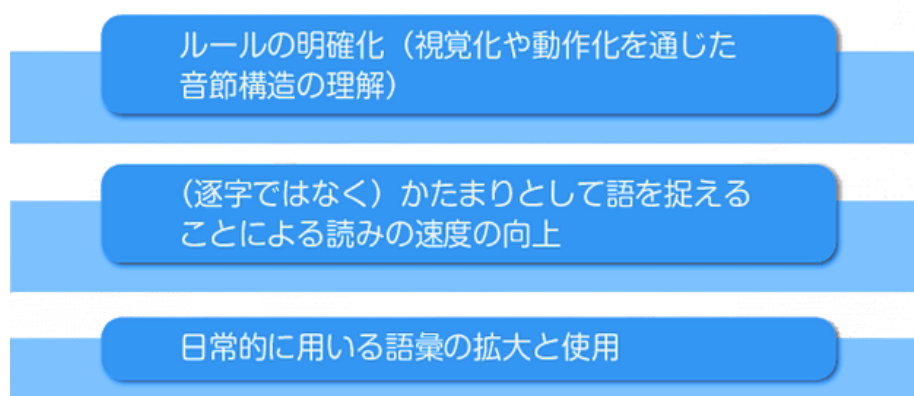 ルールの明確化（視覚化や動作化を通じた
音節構造の理解）
（逐字ではなく）かたまりとして語を捉える
ことによる読みの速度の向上
日常的に用いる語彙の拡大と使用